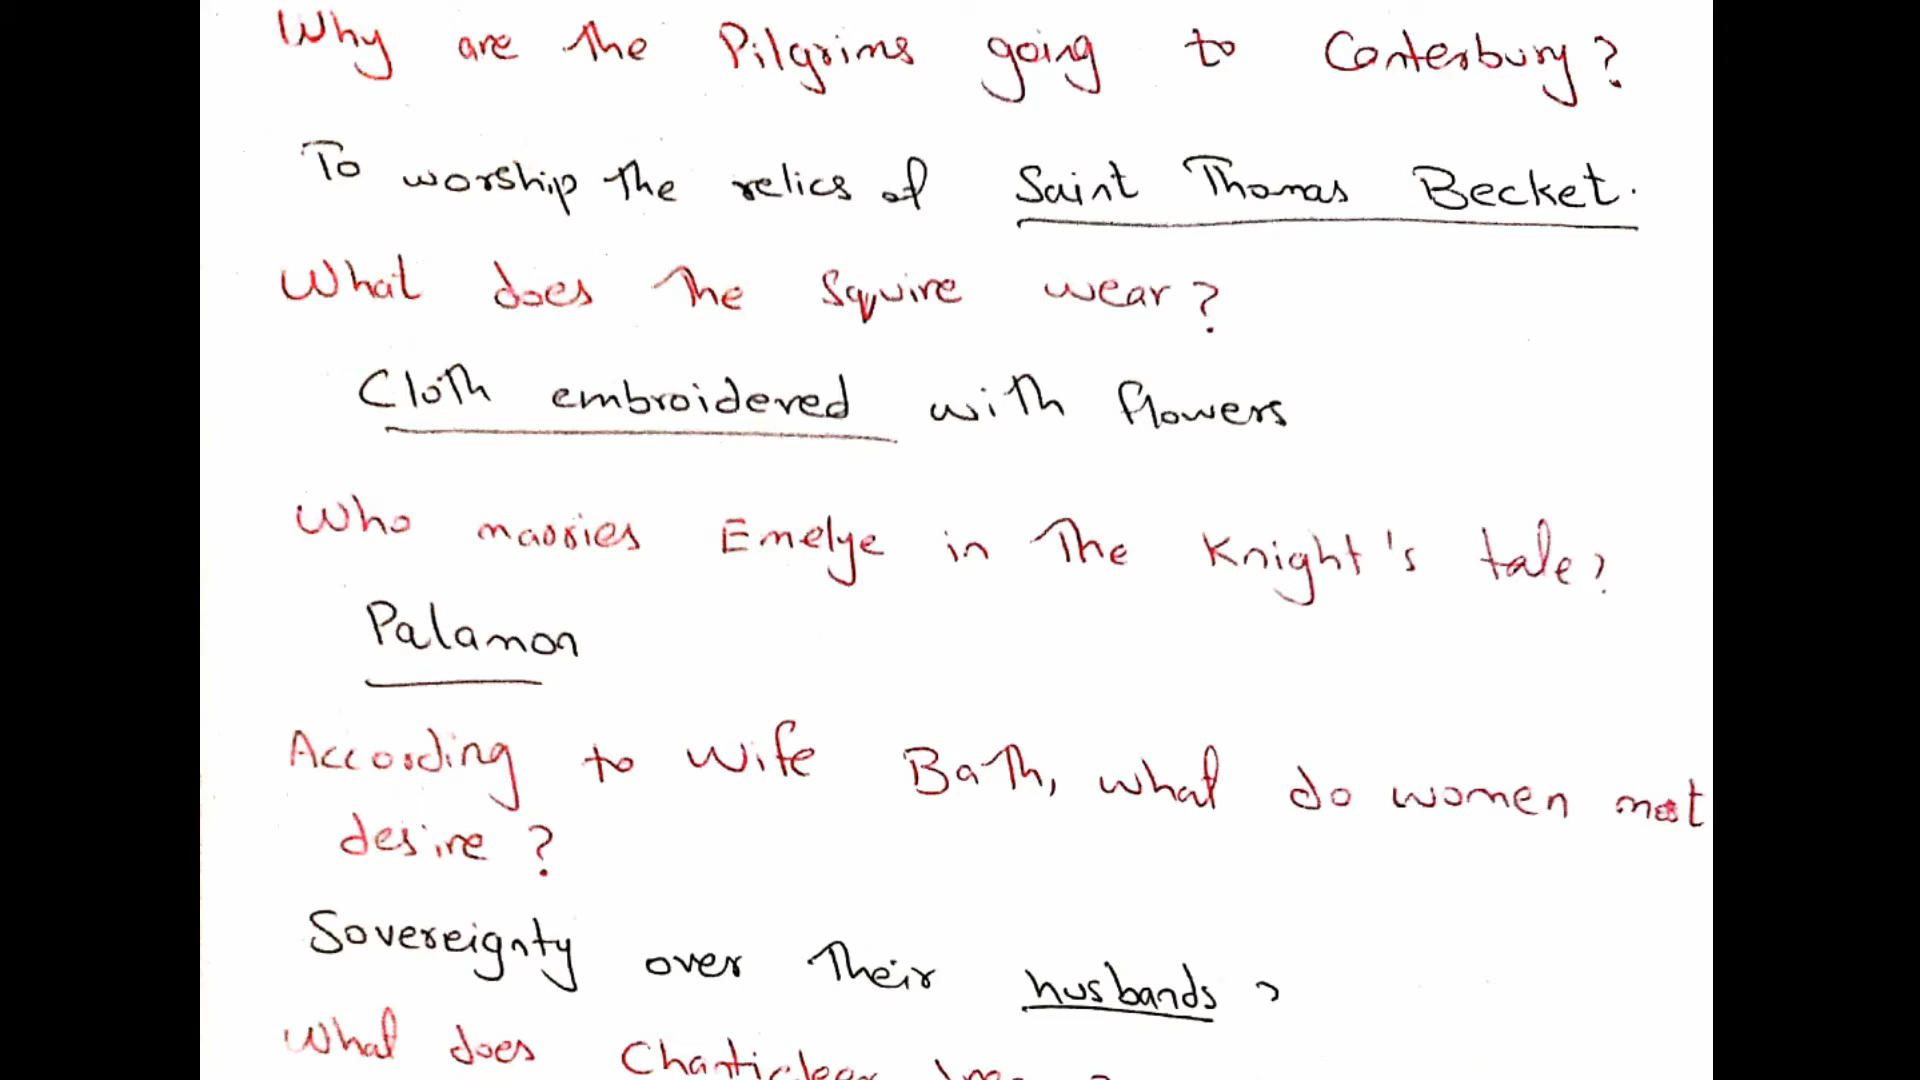 Why are the Pilgrims going to Canterbury?
To worship the relics of Saint Thomas Becket.
What does the Squire wear?
Cloth embroidered with flowers
Who marries Emelye in The Knight's tale?
Palamon
According to Wife Bath, what do women most
desire?
Sovereignty over Their husbands
What does Chanticlear